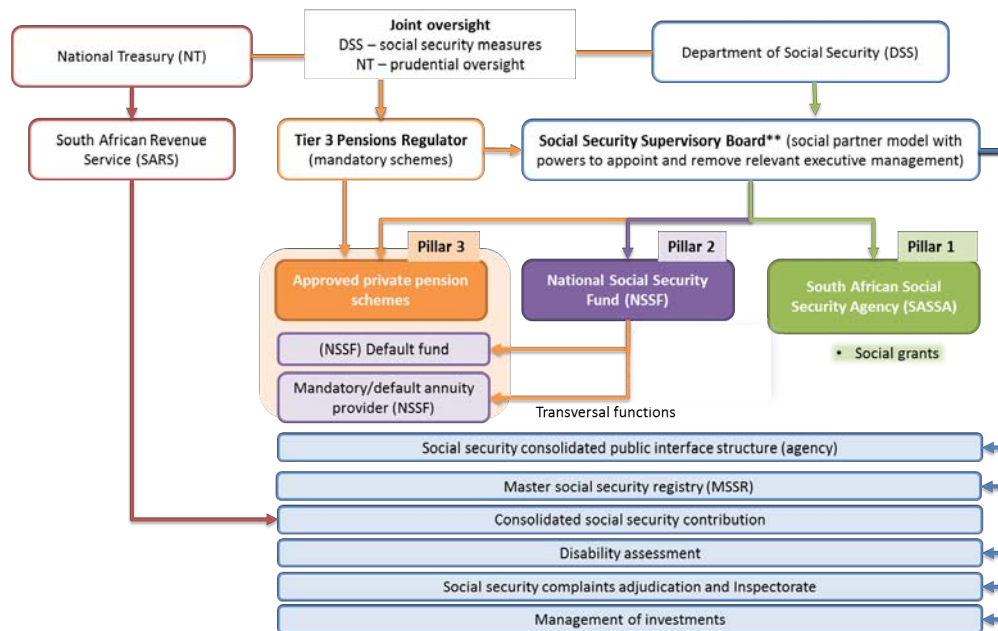 Joint oversight
DSS – social security measures
NT – prudential oversight
National Treasury (NT)
Department of Social Security (DSS)
South African Revenue
Service (SARS)
Tier 3 Pensions Regulator
(mandatory schemes)
Social Security Supervisory Board** (social partner model with
powers to appoint and remove relevant executive management)
Pillar 3
Pillar 2
Pillar 1
Approved private pension
schemes
National Social Security
Fund (NSSF)
South African Social
Security Agency (SASSA)
(NSSF) Default fund
• Social grants
Mandatory/default annuity
provider (NSSF)
Transversal functions
Social security consolidated public interface structure (agency)
Master social security registry (MSSR)
Consolidated social security contribution
Disability assessment
Social security complaints adjudication and Inspectorate
Management of investments